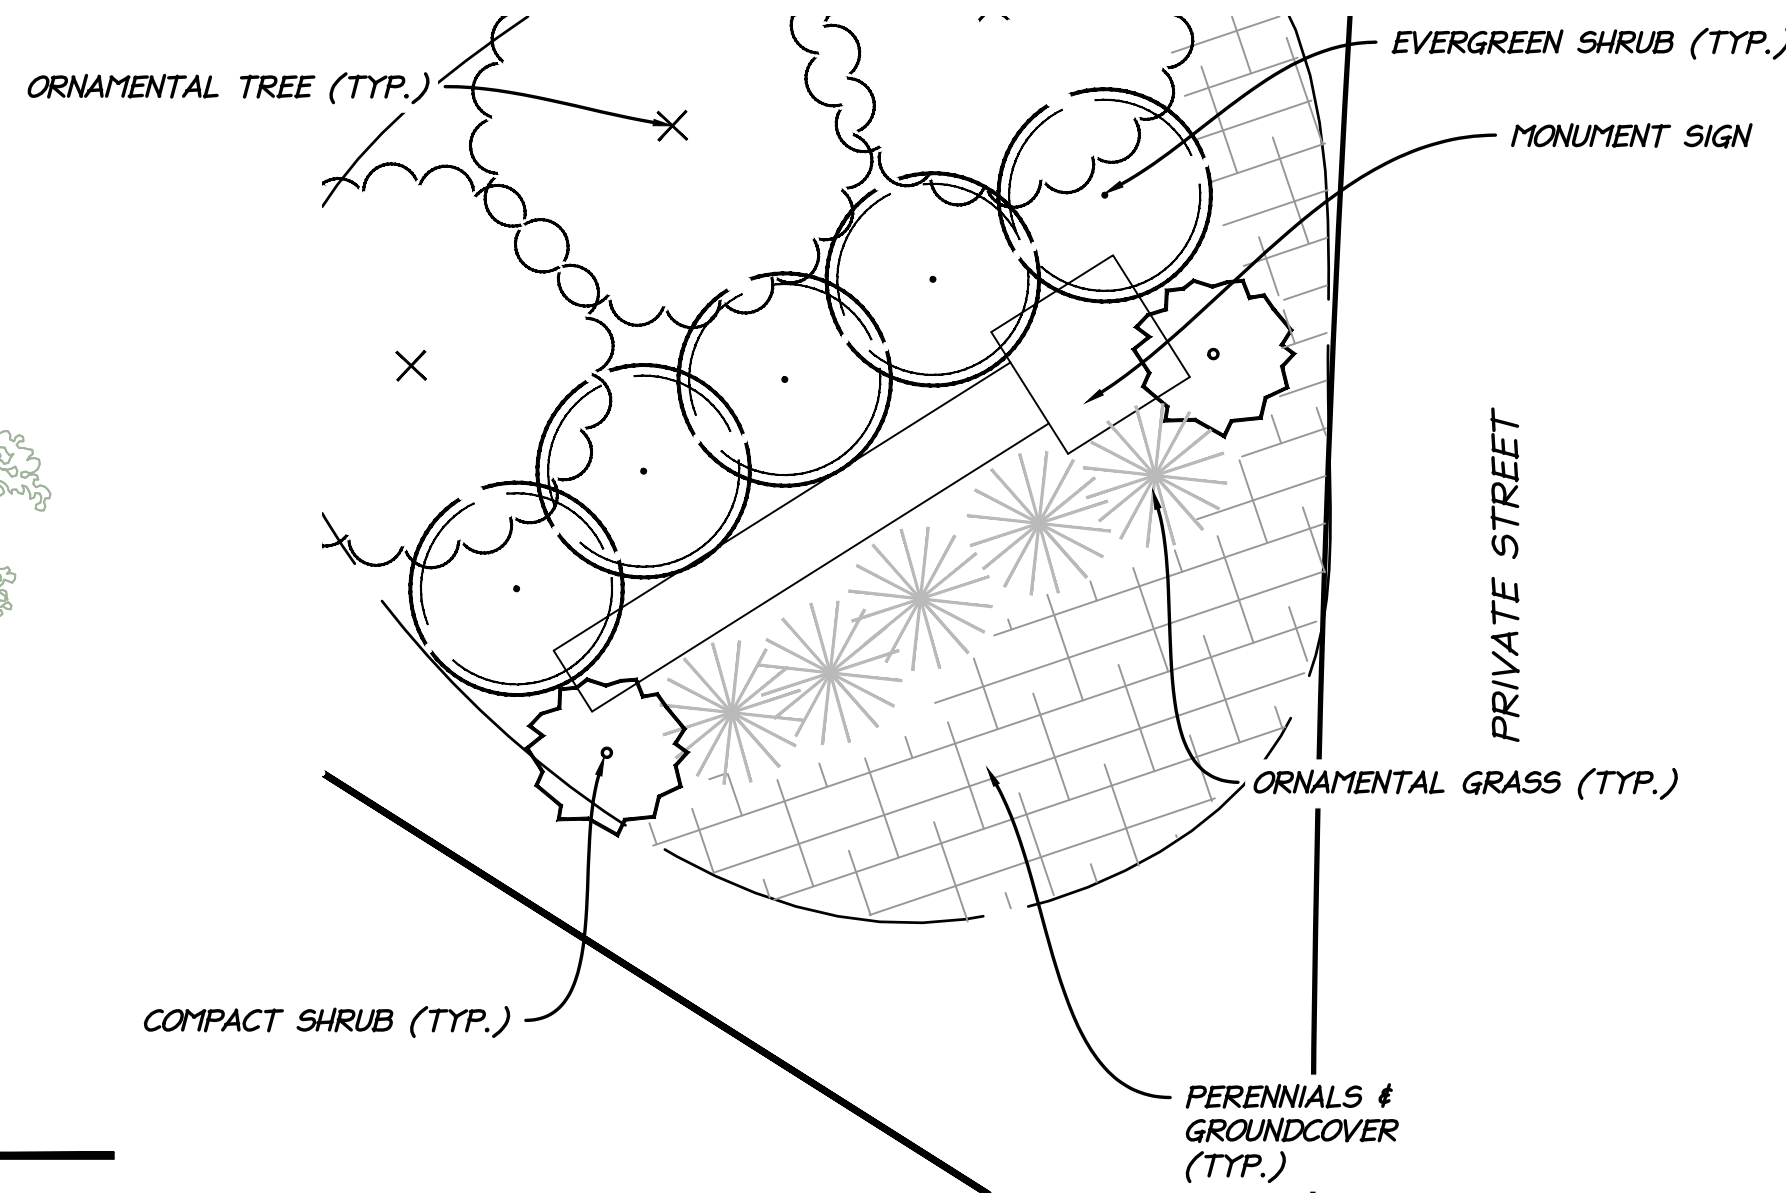 EVERGREEN SHRUB (TYP.)
ORNAMENTAL TREE (TYP.)
MONUMENT SIGN
PRIVATE STREET
ORNAMENTAL GRASS (TYP.)
COMPACT SHRUB (TYP.)
PERENNIALS &
GROUNDCOVER
(TYP.)